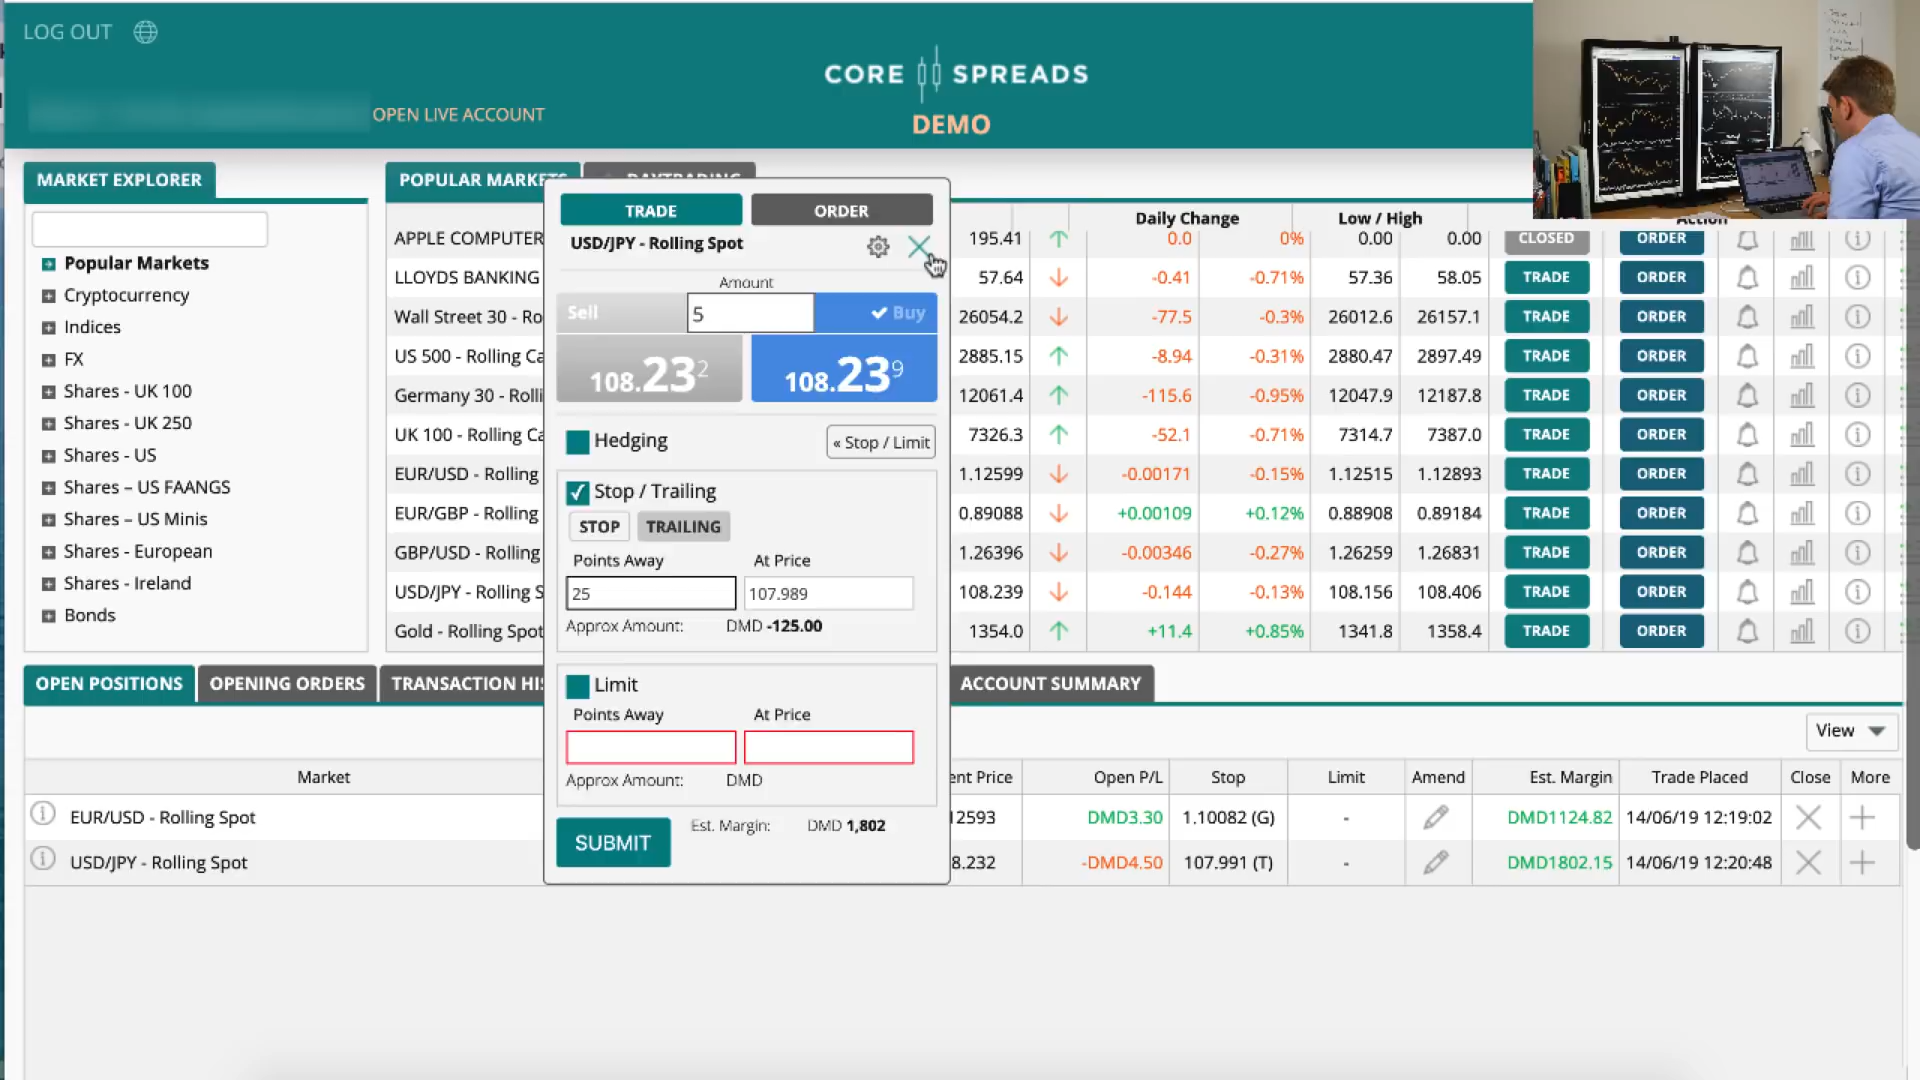 LOG OUT
OPEN LIVE ACCOUNT
CORE SPREADS
DEMO
MARKET EXPLORER
Popular Markets
Cryptocurrency
Indices
FX
Shares - UK 100
Shares - UK 250
Shares - US
Shares – US FAANGS
Shares – US Minis
Shares - European
Shares - Ireland
Bonds
POPULAR MARKETS
DAYTRADING
Daily Change Low / High Action
APPLE COMPUTER 195.41 0.0 0% 0.00 0.00 CLOSED ORDER
LLOYDS BANKING 57.64 -0.41 -0.71% 57.36 58.05 TRADE ORDER
Wall Street 30 - Ro 26054.2 -77.5 -0.3% 26012.6 26157.1 TRADE ORDER
US 500 - Rolling Ca 2885.15 -8.94 -0.31% 2880.47 2897.49 TRADE ORDER
Germany 30 - Rolli 12061.4 -115.6 -0.95% 12047.9 12187.8 TRADE ORDER
UK 100 - Rolling Ca 7326.3 -52.1 -0.71% 7314.7 7387.0 TRADE ORDER
EUR/USD - Rolling 1.12599 -0.00171 -0.15% 1.12515 1.12893 TRADE ORDER
EUR/GBP - Rolling 0.89088 +0.00109 +0.12% 0.88908 0.89184 TRADE ORDER
GBP/USD - Rolling 1.26396 -0.00346 -0.27% 1.26259 1.26831 TRADE ORDER
USD/JPY - Rolling S 108.239 -0.144 -0.13% 108.156 108.406 TRADE ORDER
Gold - Rolling Spot 1354.0 +11.4 +0.85% 1341.8 1358.4 TRADE ORDER
TRADE ORDER
USD/JPY - Rolling Spot
Amount
Sell 5 Buy
108.232 108.239
Hedging « Stop / Limit
Stop / Trailing
STOP TRAILING
Points Away At Price
25 107.989
Approx Amount: DMD -125.00
Limit
Points Away At Price
Approx Amount: DMD
SUBMIT Est. Margin: DMD 1,802
OPEN POSITIONS OPENING ORDERS TRANSACTION HIS ACCOUNT SUMMARY
View
Market ent Price Open P/L Stop Limit Amend Est. Margin Trade Placed Close More
EUR/USD - Rolling Spot 12593 DMD3.30 1.10082 (G) - DMD1124.82 14/06/19 12:19:02
USD/JPY - Rolling Spot 8.232 -DMD4.50 107.991 (T) - DMD1802.15 14/06/19 12:20:48